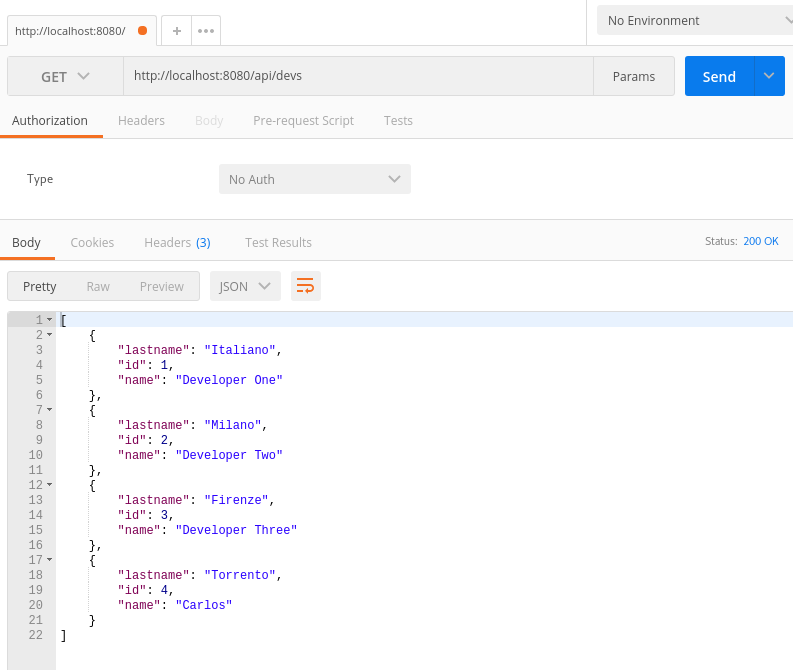 http://localhost:8080/ + ••• No Environment
GET http://localhost:8080/api/devs Params Send
Authorization Headers Body Pre-request Script Tests
Type No Auth
Body Cookies Headers (3) Test Results Status: 200 OK
Pretty Raw Preview JSON
1 [
2 {
3 "lastname": "Italiano",
4 "id": 1,
5 "name": "Developer One"
6 },
7 {
8 "lastname": "Milano",
9 "id": 2,
10 "name": "Developer Two"
11 },
12 {
13 "lastname": "Firenze",
14 "id": 3,
15 "name": "Developer Three"
16 },
17 {
18 "lastname": "Torrento",
19 "id": 4,
20 "name": "Carlos"
21 }
22 ]